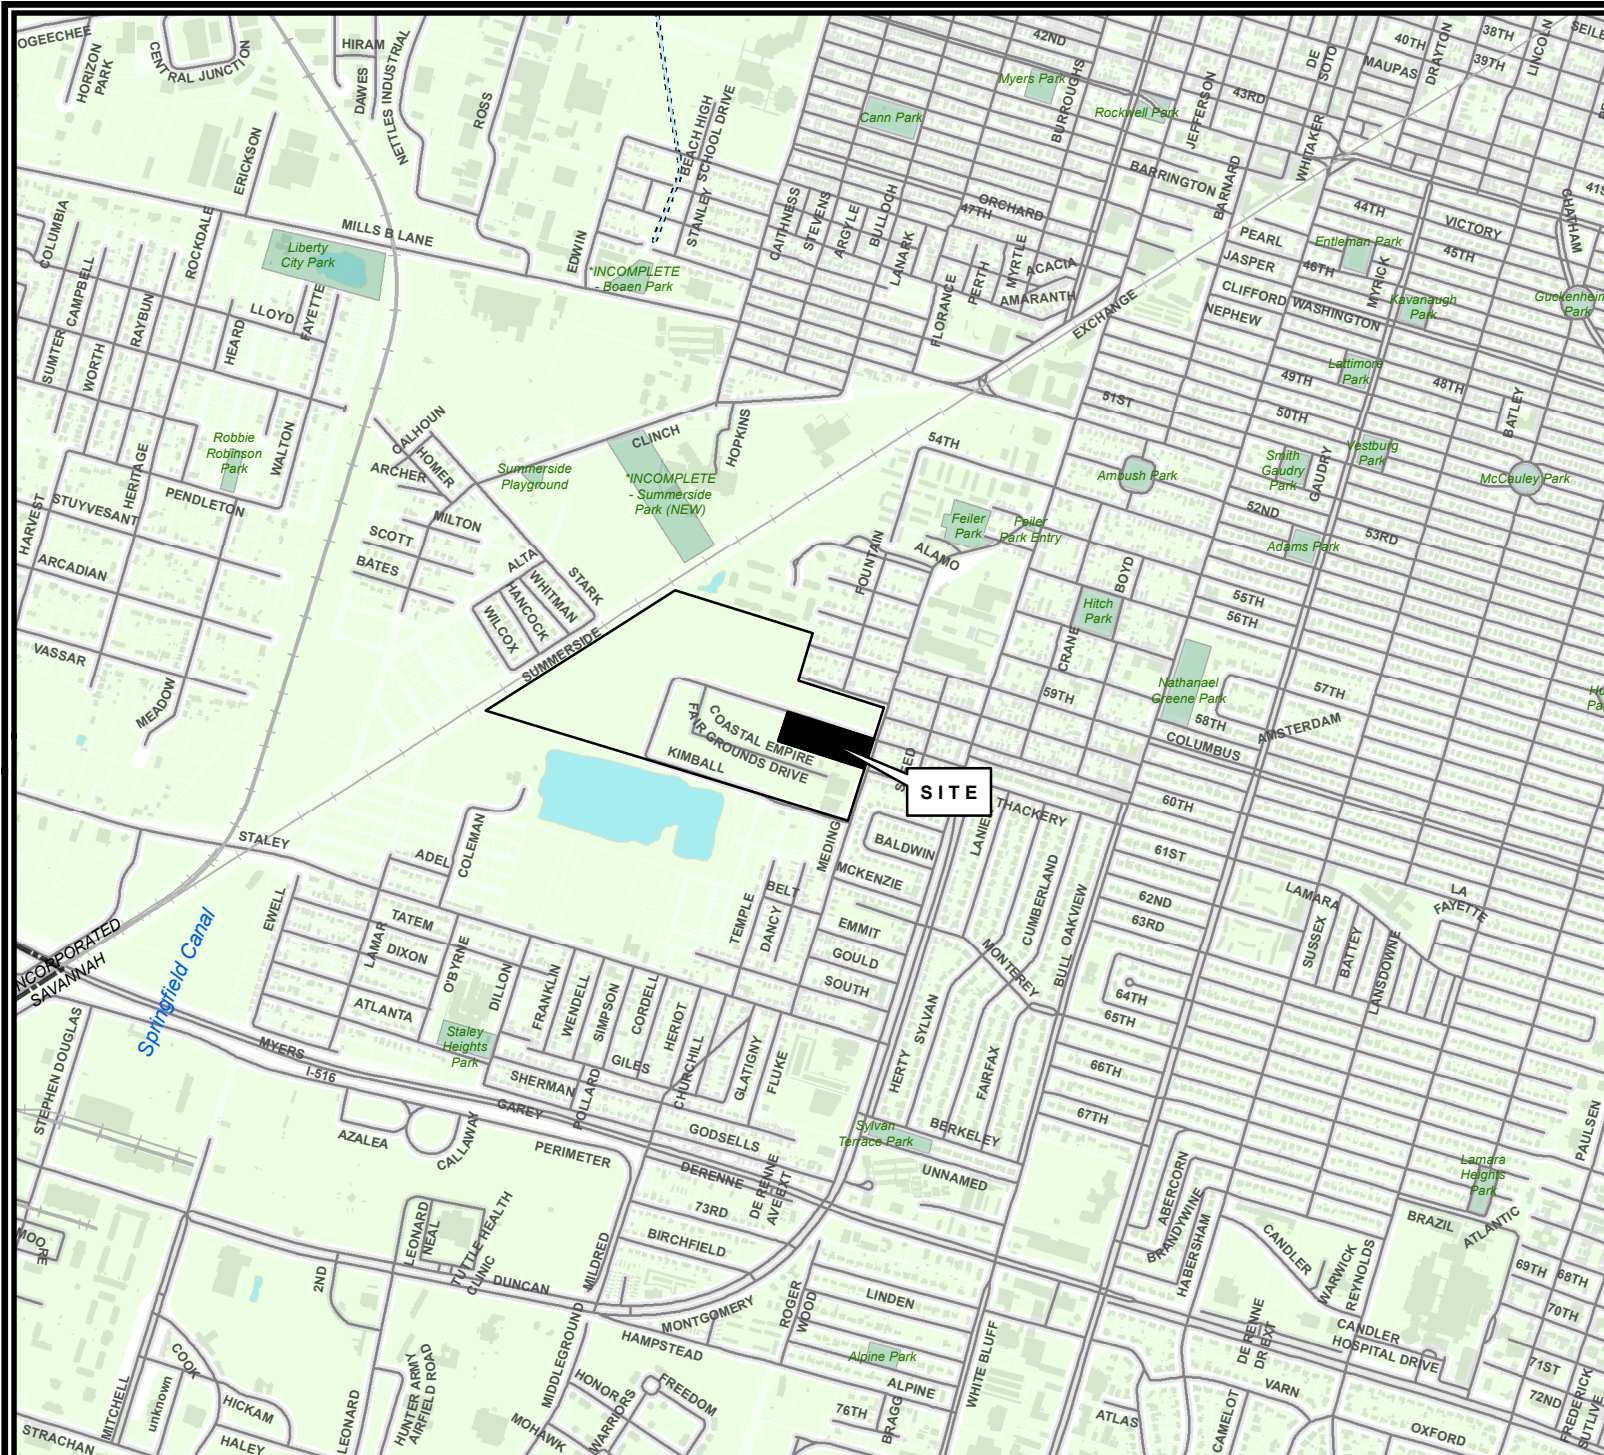 OGEECHEE
HORIZON
PARK
CENTRAL JUNCTION
HIRAM
DAWES
NETTLES INDUSTRIAL
ROSS
BEACH HIGH
SCHOOL DRIVE
STANLEY
Cann Park
42ND
Myers Park
BURROUGHS
Rockwell Park
JEFFERSON
43RD
DE
SOTO
40TH
MAUPAS
DRAYTON
38TH
39TH
LINCOLN
ERICKSON
COLUMBIA
ROCKDALE
MILLS B LANE
Liberty
City Park
EDWIN
*INCOMPLETE
- Boaen Park
CAITHNESS
STEVENS
ARGYLE
BULLOCH
LANARK
ORCHARD
47TH
FLORANCE
PERTH
MYRTLE
ACACIA
AMARANTH
EXCHANGE
BARRINGTON
BARNARD
WHITAKER
PEARL
JASPER
CLIFFORD
NEPHEW
WASHINGTON
46TH
44TH
Entleman Park
MYRICK
Kavanaugh
Park
VICTORY
45TH
CHATHAM
Guckenheim
Park
CAMPBELL
SUMTER
WORTH
RAYBUN
HEARD
LLOYD
FAYETTE
Lattimore
Park
49TH
50TH
48TH
BATLEY
51ST
54TH
CALHOUN
HOMER
ARCHER
CLINCH
HOPKINS
Summerside
Playground
*INCOMPLETE
- Summerside
Park (NEW)
Robbie
Robinson
Park
WALTON
HERITAGE
PENDLETON
STUYVESANT
HARVEST
ARCADIAN
MILTON
SCOTT
BATES
ALTA
STARK
WHITMAN
HANCOCK
WILCOX
SUMMERSIDE
Ambush Park
Smith
Gaudry
Park
GAUDRY
Vestburg
Park
McCauley Park
52ND
53RD
Adams Park
Feiler
Park
Feiler
Park Entry
FOUNTAIN
ALAMO
BOYD
Hitch
Park
55TH
56TH
CRANE
59TH
Nathanael
Greene Park
57TH
58TH
AMSTERDAM
COLUMBUS
VASSAR
MEADOW
COASTAL EMPIRE
FAIR GROUNDS DRIVE
KIMBALL
SITE
THACKERY
60TH
STALEY
ADEL
COLEMAN
MEDING
BALDWIN
LANIE
61ST
MCKENZIE
BELT
TEMPLE
DANCY
EMMIT
GOULD
SOUTH
CUMBERLAND
OAKVIEW
BULL
62ND
63RD
64TH
65TH
MONTEREY
LAMARA
SUSSEX
BATTEY
LANSDOWNE
LA
FAYETTE
EWELL
TATEM
LAMAR
DIXON
O'BYRNE
ATLANTA
DILLON
FRANKLIN
WENDELL
SIMPSON
CORDELL
HERIOT
CHURCHILL
GLATIGNY
FLUKE
HERTY
SYLVAN
FAIRFAX
66TH
67TH
INCORPORATED
SAVANNAH
Springfield Canal
STEPHEN DOUGLAS
MYERS
I-516
Staley
Heights
Park
GILES
SHERMAN
POLLARD
GAREY
AZALEA
CALLAWAY
PERIMETER
GODSELLS
DERENNE
DE RENNE
AVE EXT
73RD
BIRCHFIELD
Sylvan
Terrace Park
BERKELEY
UNNAMED
PAULSEN
Lamara
Heights
Park
ABERCORN
BRANDYWINE
HABERSHAM
BRAZIL
ATLANTIC
CANDLER
WARWICK
REYNOLDS
69TH
68TH
70TH
71ST
72ND
MOORE
LEONARD
NEAL
TUTTLE HEALTH
CLINIC
2ND
DUNCAN
MILDRED
MONTGOMERY
ROGER
WOOD
LINDEN
HAMPSTEAD
Alpine Park
ALPINE
76TH
BRAGG
WHITE BLUFF
DE RENNE
DR EXT
CANDLER
HOSPITAL DRIVE
VARN
ATLAS
CAMELOT
OXFORD
FREDERICK
SUTLIVE
COOK
HICKAM
HALEY
unknown
MITCHELL
STRACHAN
LEONARD
HUNTER ARMY
AIRFIELD ROAD
MIDDLEGROUND
HONOR
WARRIORS
FREEDOM
MOHAWK